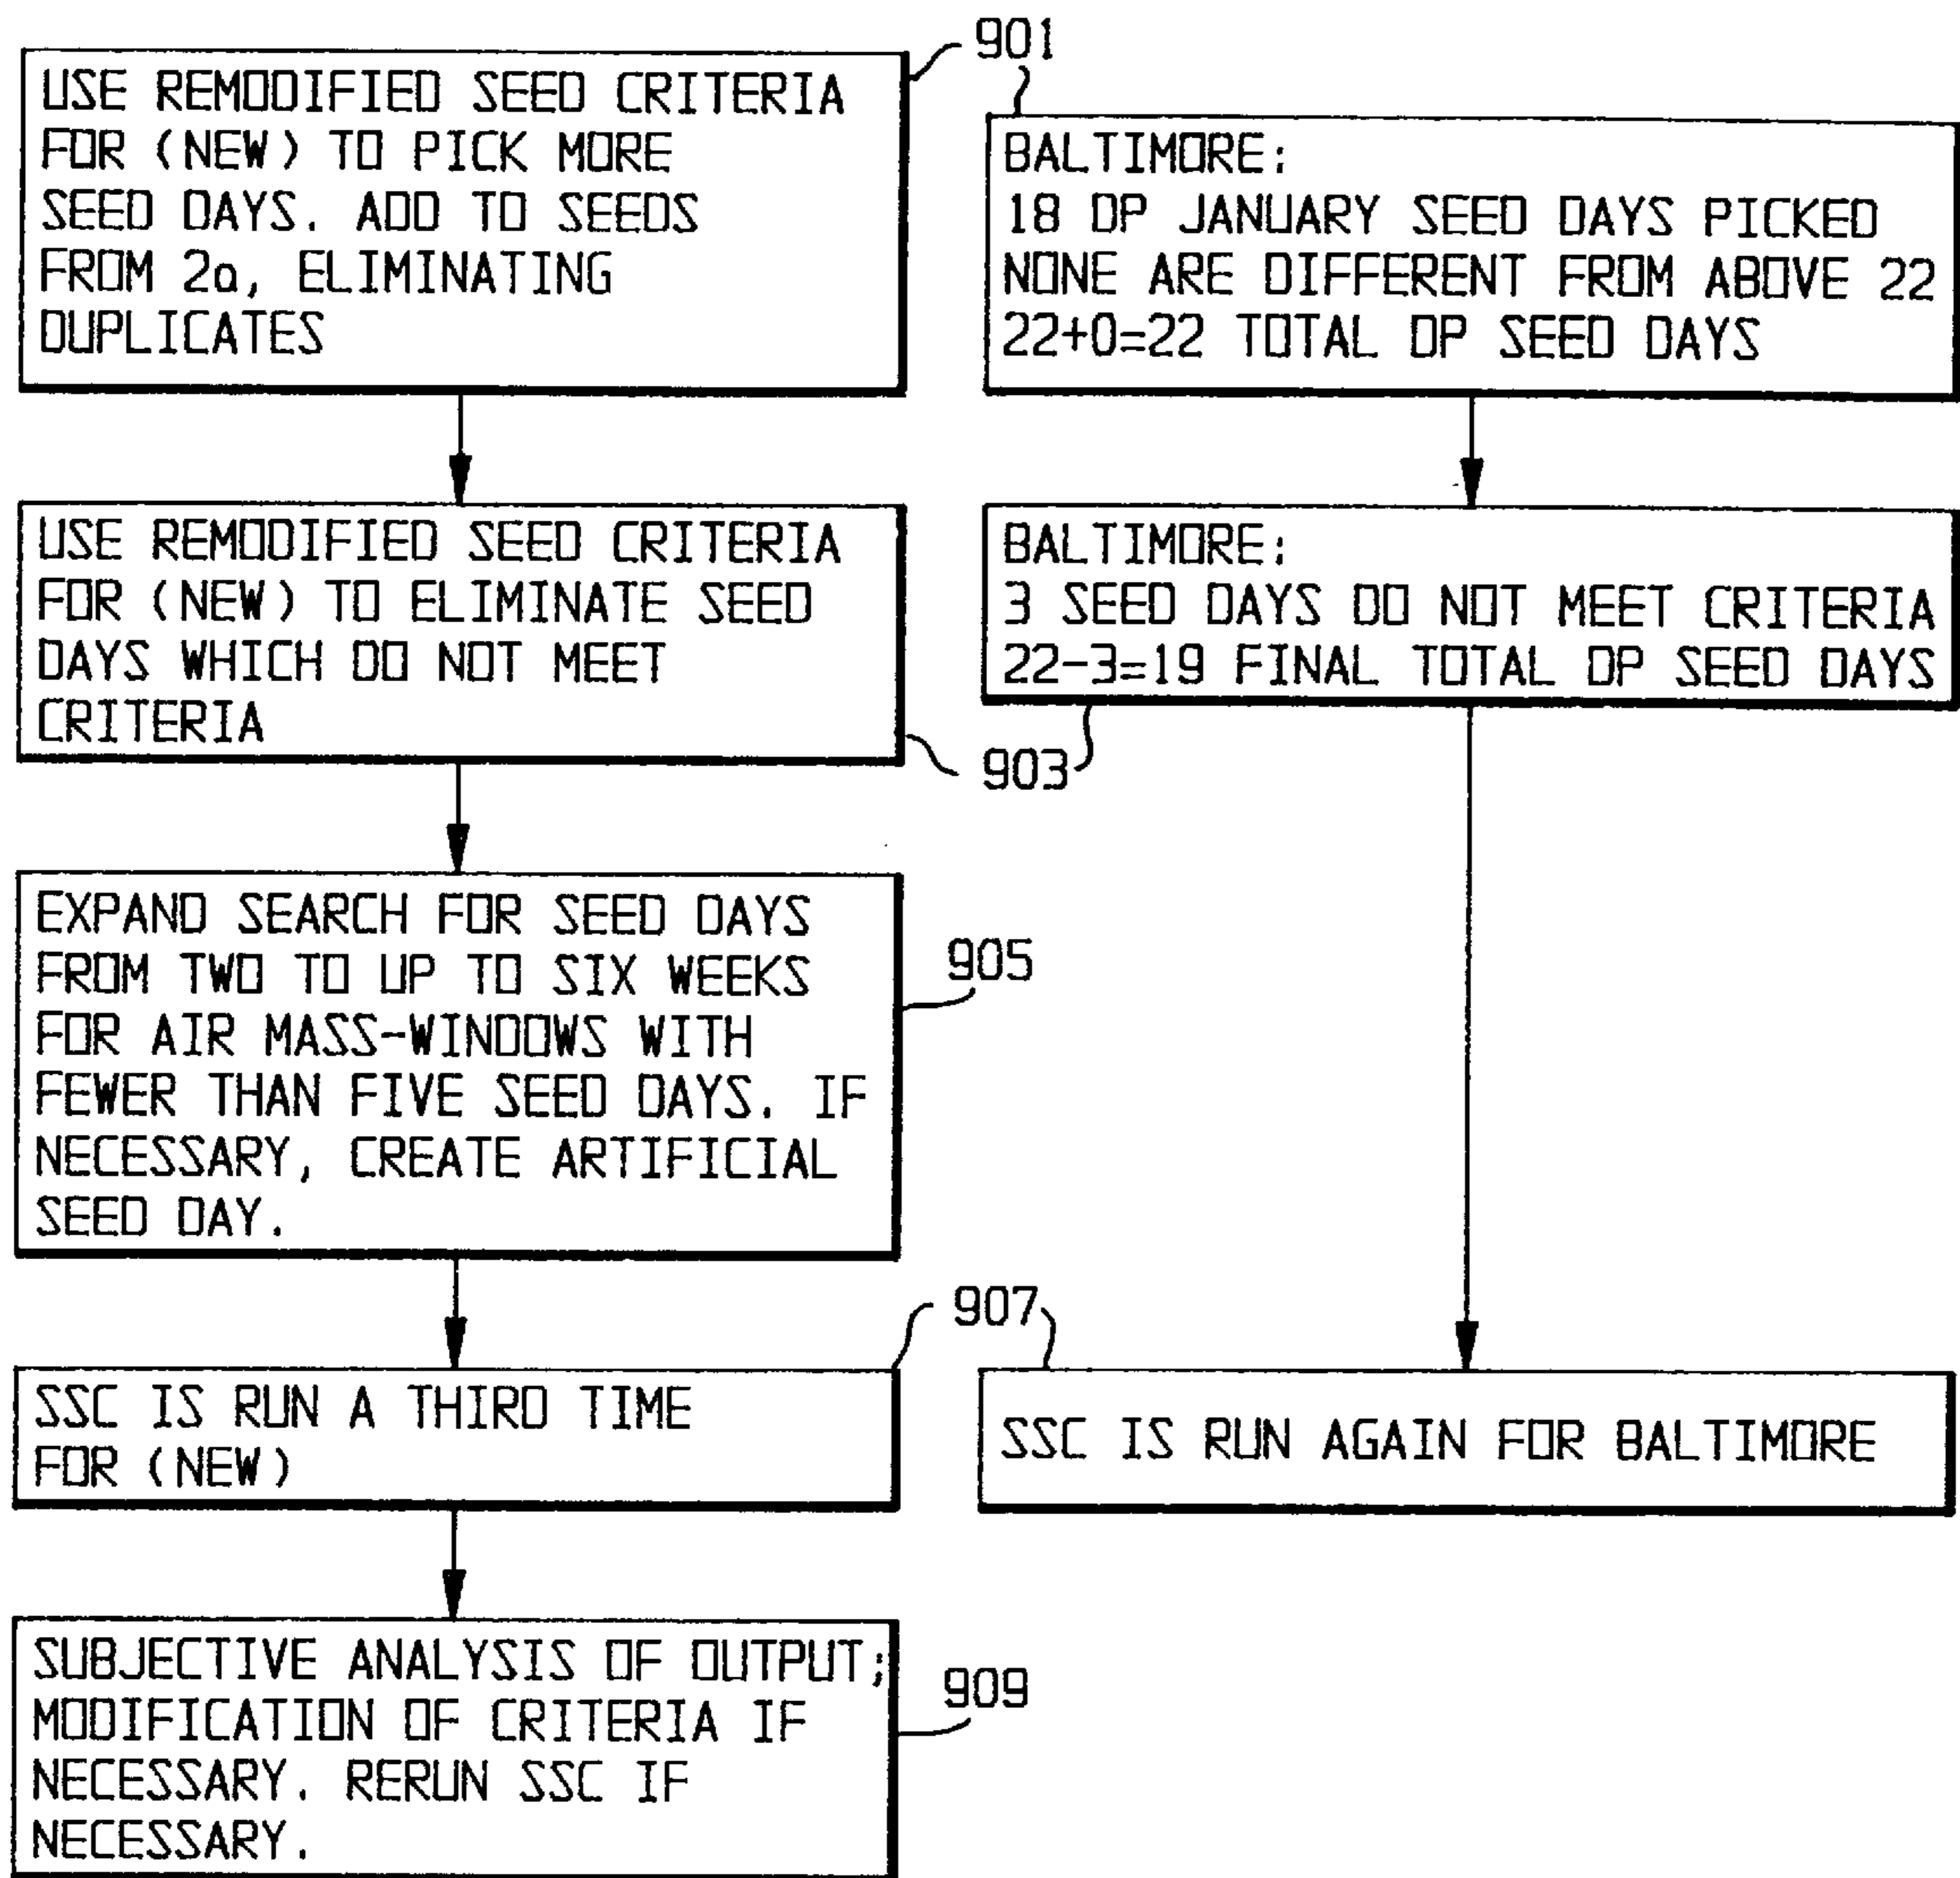 901
USE REMODIFIED SEED CRITERIA
FOR (NEW) TO PICK MORE
SEED DAYS. ADD TO SEEDS
FROM 2a, ELIMINATING
DUPLICATES
BALTIMORE:
18 DP JANUARY SEED DAYS PICKED
NONE ARE DIFFERENT FROM ABOVE 22
22+0=22 TOTAL DP SEED DAYS
USE REMODIFIED SEED CRITERIA
FOR (NEW) TO ELIMINATE SEED
DAYS WHICH DO NOT MEET
CRITERIA
BALTIMORE:
3 SEED DAYS DO NOT MEET CRITERIA
22-3=19 FINAL TOTAL DP SEED DAYS
903
EXPAND SEARCH FOR SEED DAYS
FROM TWO TO UP TO SIX WEEKS
FOR AIR MASS-WINDOWS WITH
FEWER THAN FIVE SEED DAYS. IF
NECESSARY, CREATE ARTIFICIAL
SEED DAY.
905
907
SSC IS RUN A THIRD TIME
FOR (NEW)
SSC IS RUN AGAIN FOR BALTIMORE
SUBJECTIVE ANALYSIS OF OUTPUT;
MODIFICATION OF CRITERIA IF
NECESSARY. RERUN SSC IF
NECESSARY.
909